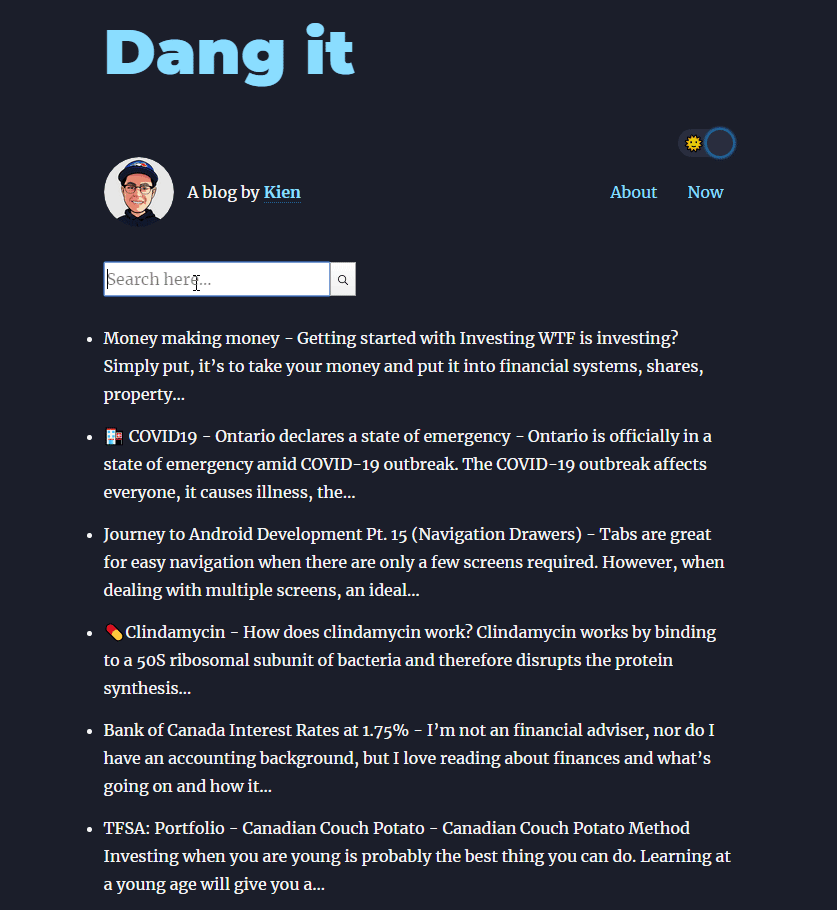 Dang it
A blog by Kien
About
Now
Search here...
Money making money - Getting started with Investing WTF is investing?
Simply put, it’s to take your money and put it into financial systems, shares,
property...
COVID19 - Ontario declares a state of emergency - Ontario is officially in a
state of emergency amid COVID-19 outbreak. The COVID-19 outbreak affects
everyone, it causes illness, the...
Journey to Android Development Pt. 15 (Navigation Drawers) - Tabs are great
for easy navigation when there are only a few screens required. However, when
dealing with multiple screens, an ideal...
Clindamycin - How does clindamycin work? Clindamycin works by binding
to a 50S ribosomal subunit of bacteria and therefore disrupts the protein
synthesis...
Bank of Canada Interest Rates at 1.75% - I’m not an financial adviser, nor do I
have an accounting background, but I love reading about finances and what’s
going on and how it...
TFSA: Portfolio - Canadian Couch Potato - Canadian Couch Potato Method
Investing when you are young is probably the best thing you can do. Learning at
a young age will give you a...